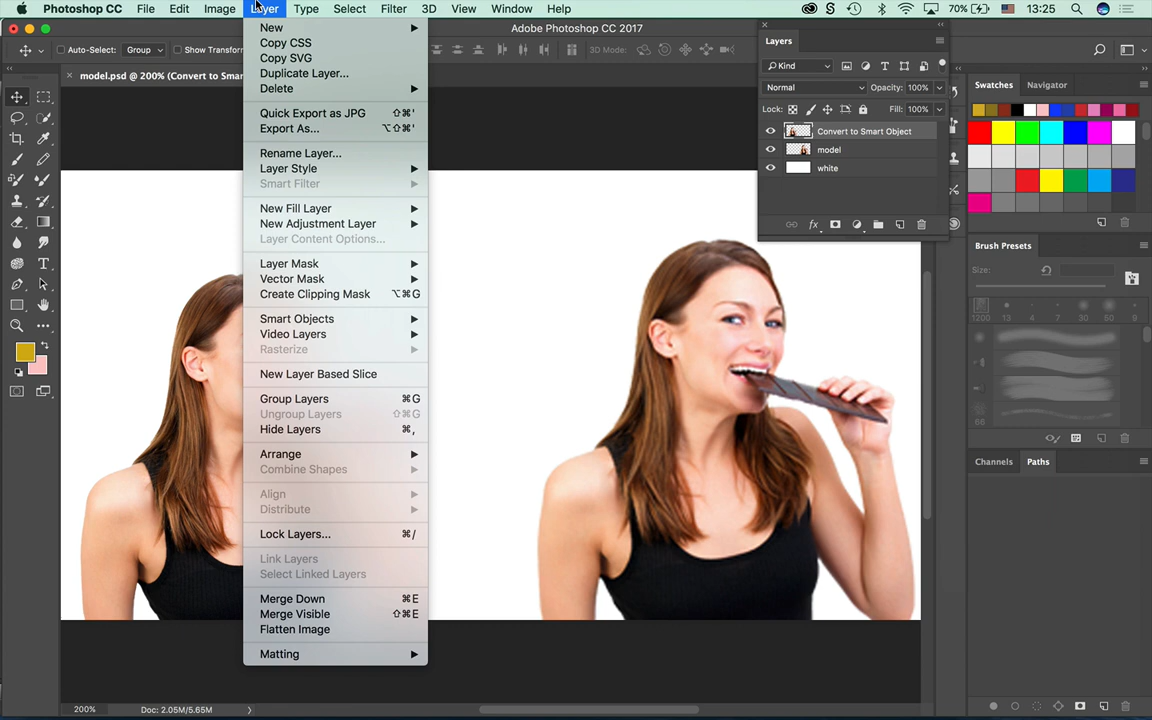 Photoshop CC File Edit Image Layer Type Select Filter 3D View Window Help 70% 13:25
Adobe Photoshop CC 2017
Auto-Select: Group Show Transform 3D Mode:
model.psd @ 200% (Convert to Smar
New
Copy CSS
Copy SVG
Duplicate Layer...
Delete
Quick Export as JPG ⇧⌘'
Export As... ⌥⇧⌘'
Rename Layer...
Layer Style
Smart Filter
New Fill Layer
New Adjustment Layer
Layer Content Options...
Layer Mask
Vector Mask
Create Clipping Mask ⌥⌘G
Smart Objects
Video Layers
Rasterize
New Layer Based Slice
Group Layers ⌘G
Ungroup Layers ⇧⌘G
Hide Layers ⌘,
Arrange
Combine Shapes
Align
Distribute
Lock Layers... ⌘/
Link Layers
Select Linked Layers
Merge Down ⌘E
Merge Visible ⇧⌘E
Flatten Image
Matting
Layers
Kind
Normal Opacity: 100%
Lock: Fill: 100%
Convert to Smart Object
model
white
fx
Swatches Navigator
Brush Presets
Size:
1200 13 4 7 30 50 9
66
Channels Paths
200% Doc: 2.05M/5.65M